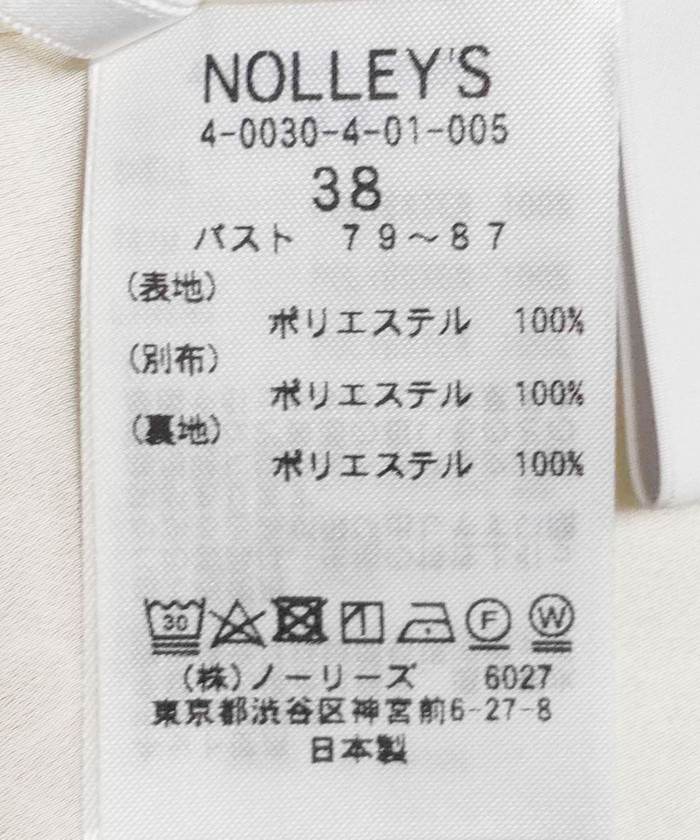 NOLLEY'S
4-0030-4-01-005
38
バスト 79～87
(表地)
ポリエステル 100%
(別布)
ポリエステル 100%
(裏地)
ポリエステル 100%
30 F W
(株)ノーリーズ 6027
東京都渋谷区神宮前6-27-8
日本製